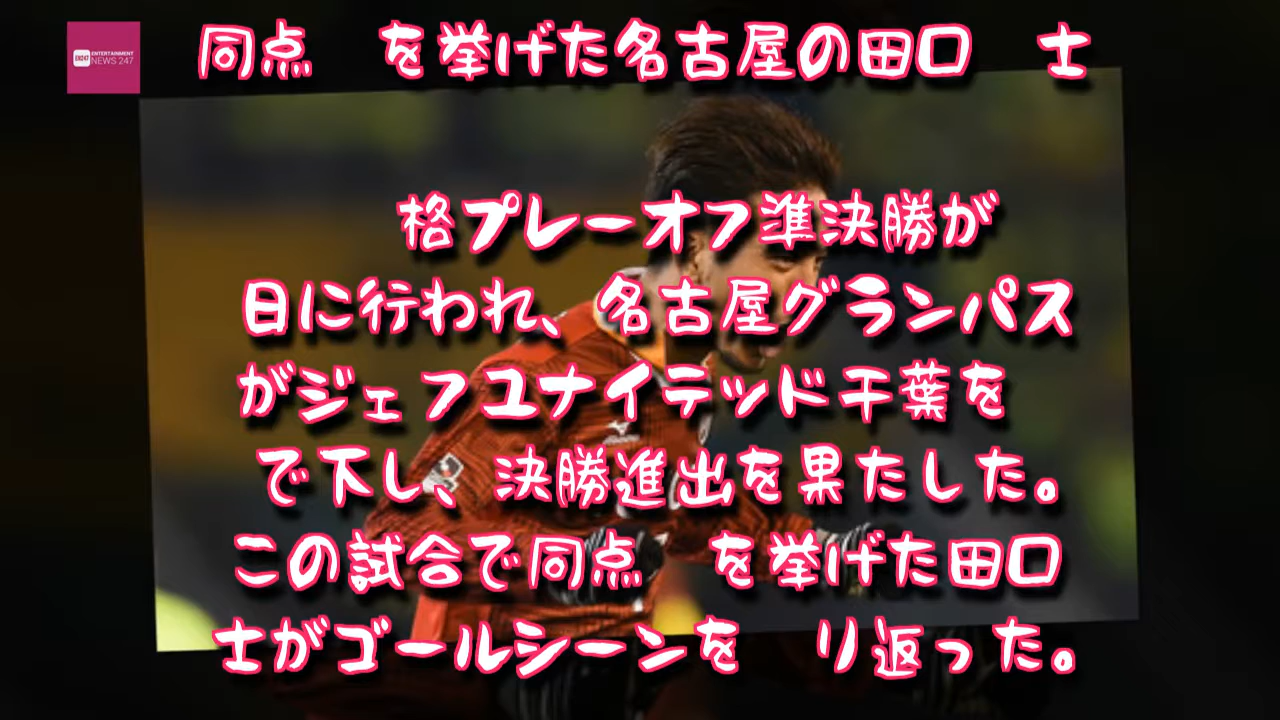 EN247 ENTERTAINMENT
NEWS 247
同点　を挙げた名古屋の田口　士
格プレーオフ準決勝が
日に行われ、名古屋グランパス
がジェフユナイテッド千葉を
で下し、決勝進出を果たした。
この試合で同点　を挙げた田口
士がゴールシーンを　り返った。